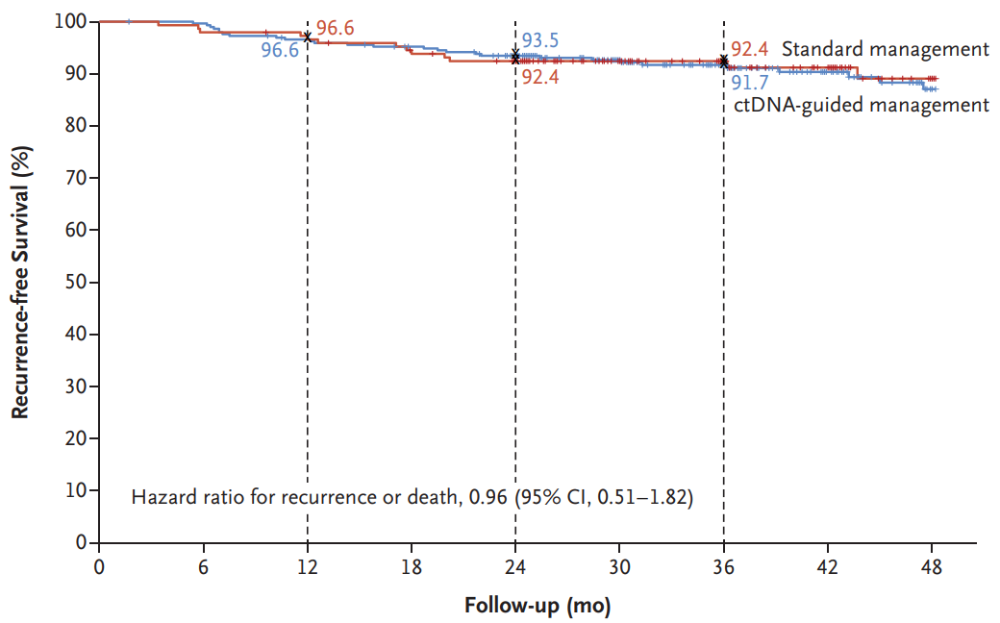 100
90
80
70
60
50
40
30
20
10
0
Recurrence-free Survival (%)
96.6
96.6
93.5
92.4
92.4 Standard management
91.7
ctDNA-guided management
Hazard ratio for recurrence or death, 0.96 (95% CI, 0.51–1.82)
0 6 12 18 24 30 36 42 48
Follow-up (mo)